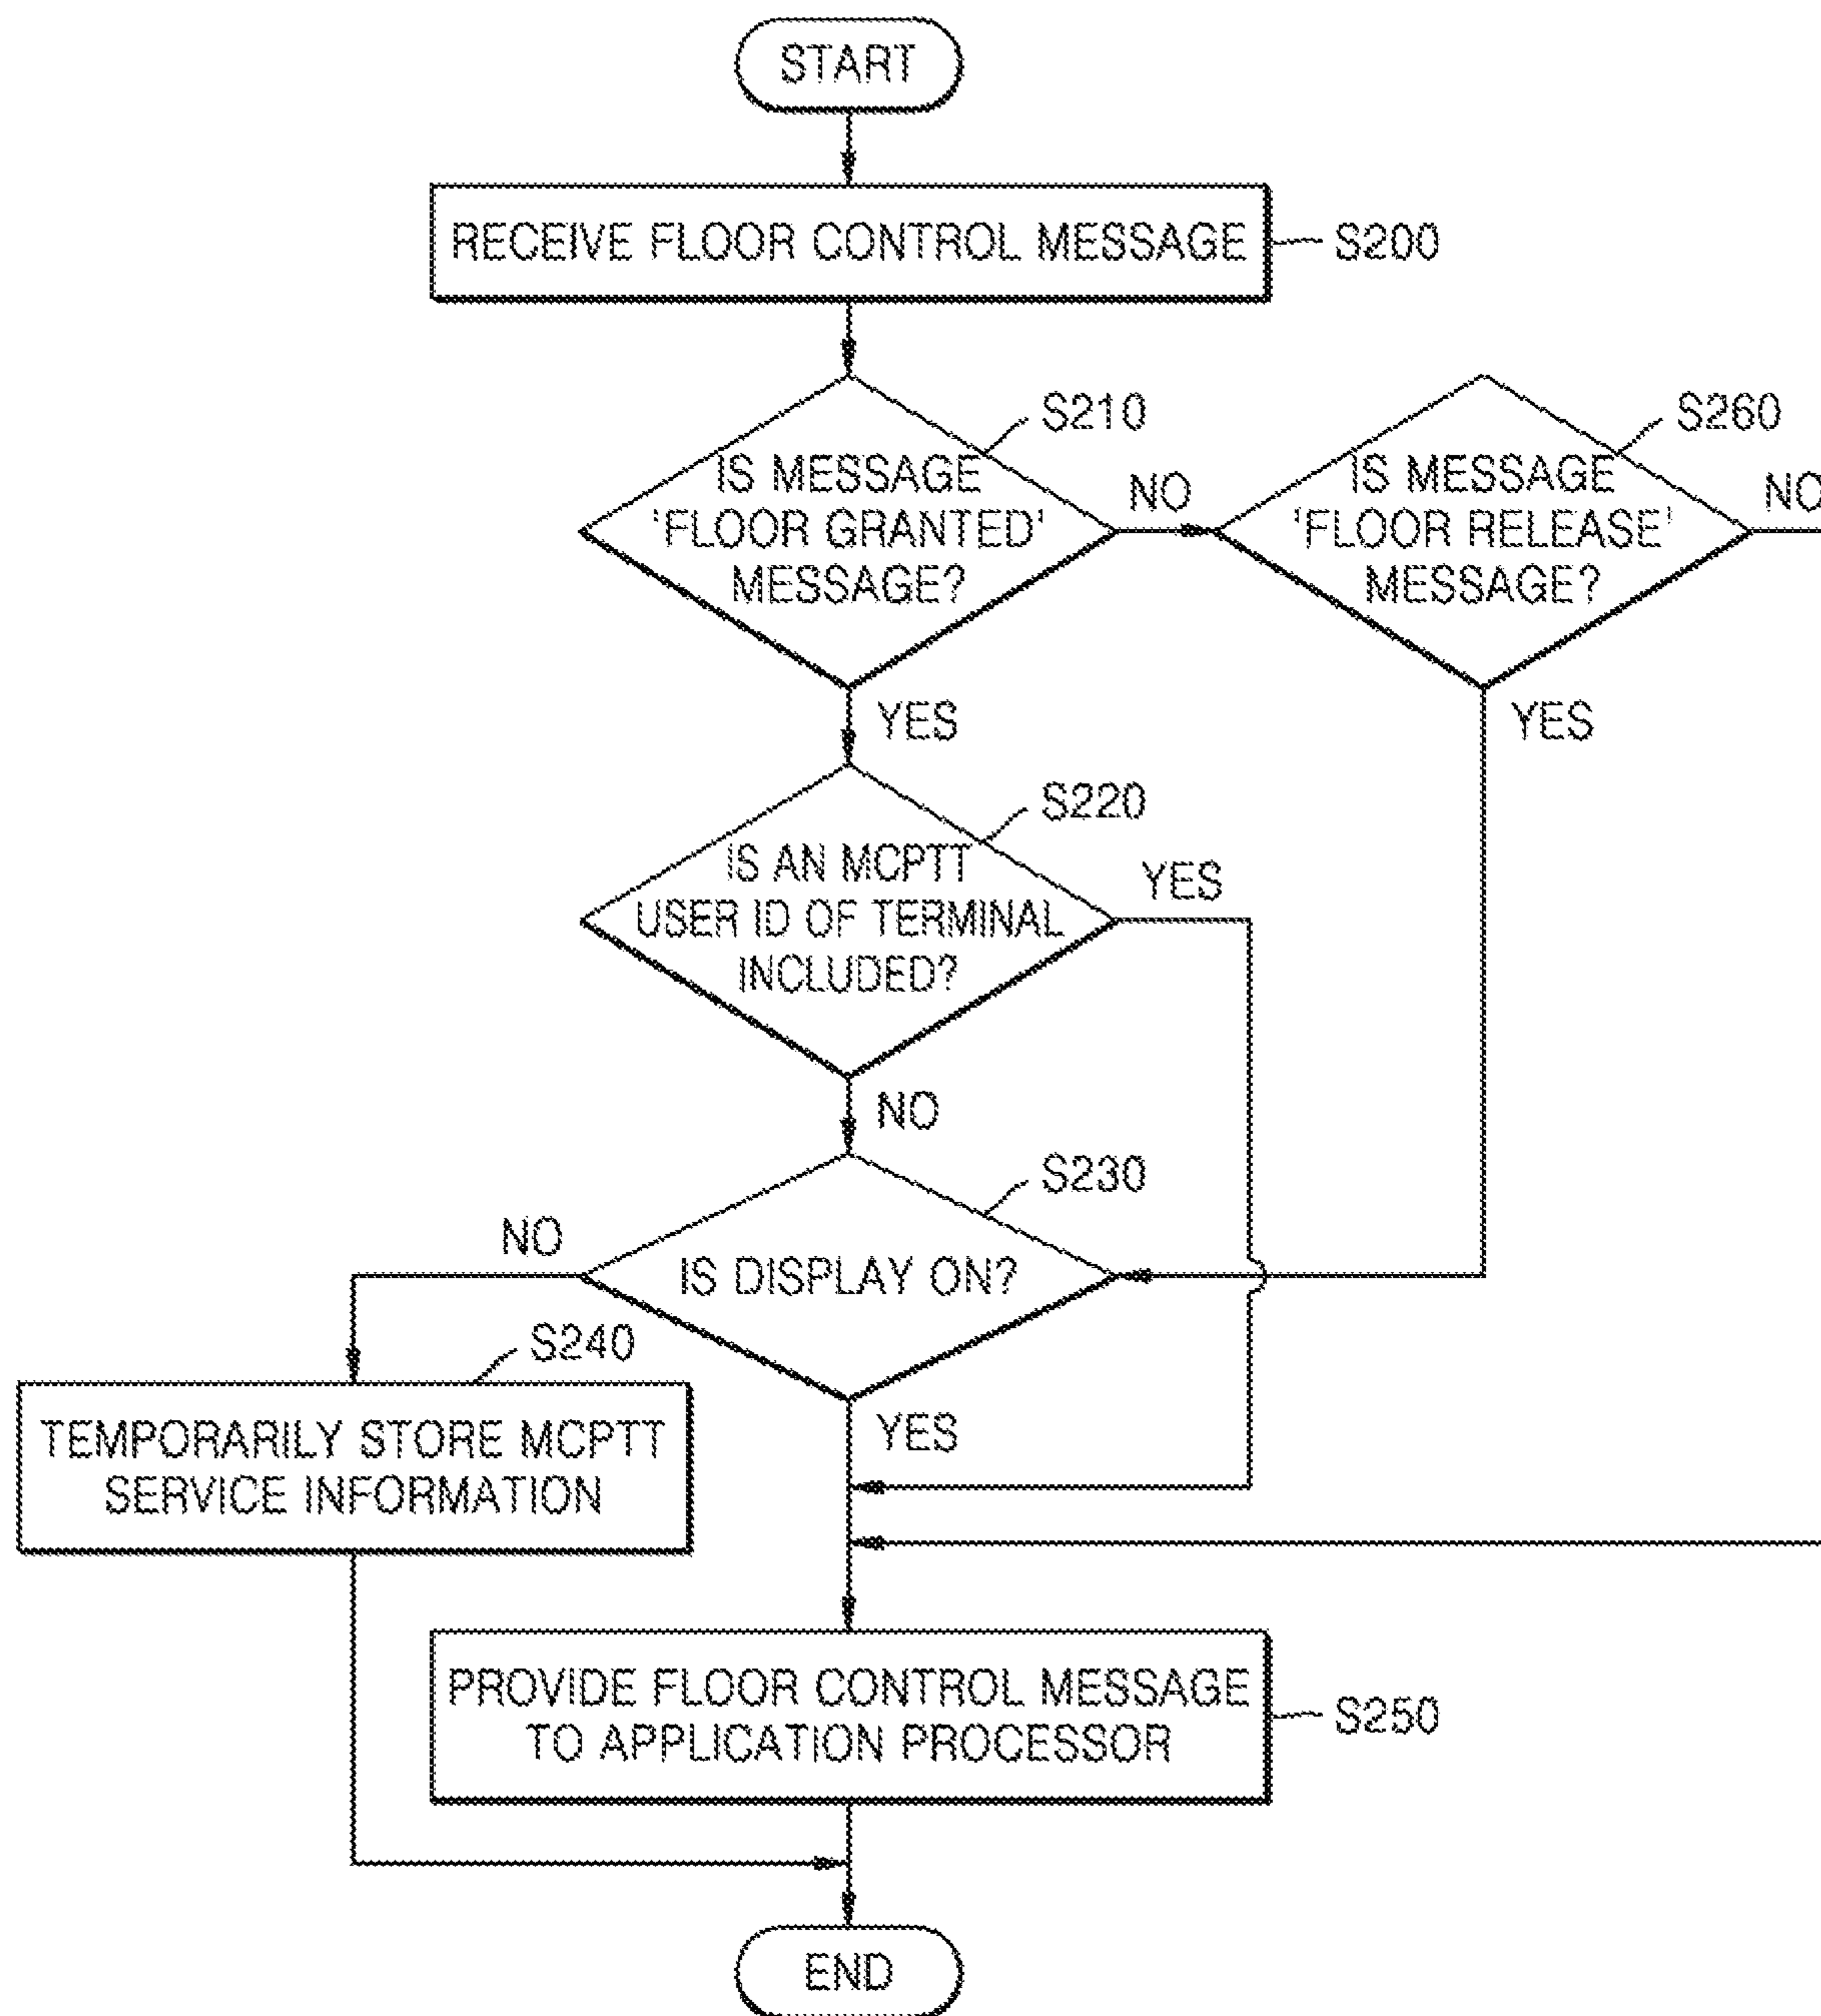 START
RECEIVE FLOOR CONTROL MESSAGE
S200
S210
IS MESSAGE
'FLOOR GRANTED'
MESSAGE?
NO
S260
IS MESSAGE
'FLOOR RELEASE'
MESSAGE?
NO
YES
YES
S220
IS AN MCPTT
USER ID OF TERMINAL
INCLUDED?
YES
NO
S230
IS DISPLAY ON?
NO
S240
TEMPORARILY STORE MCPTT
SERVICE INFORMATION
YES
PROVIDE FLOOR CONTROL MESSAGE
TO APPLICATION PROCESSOR
S250
END